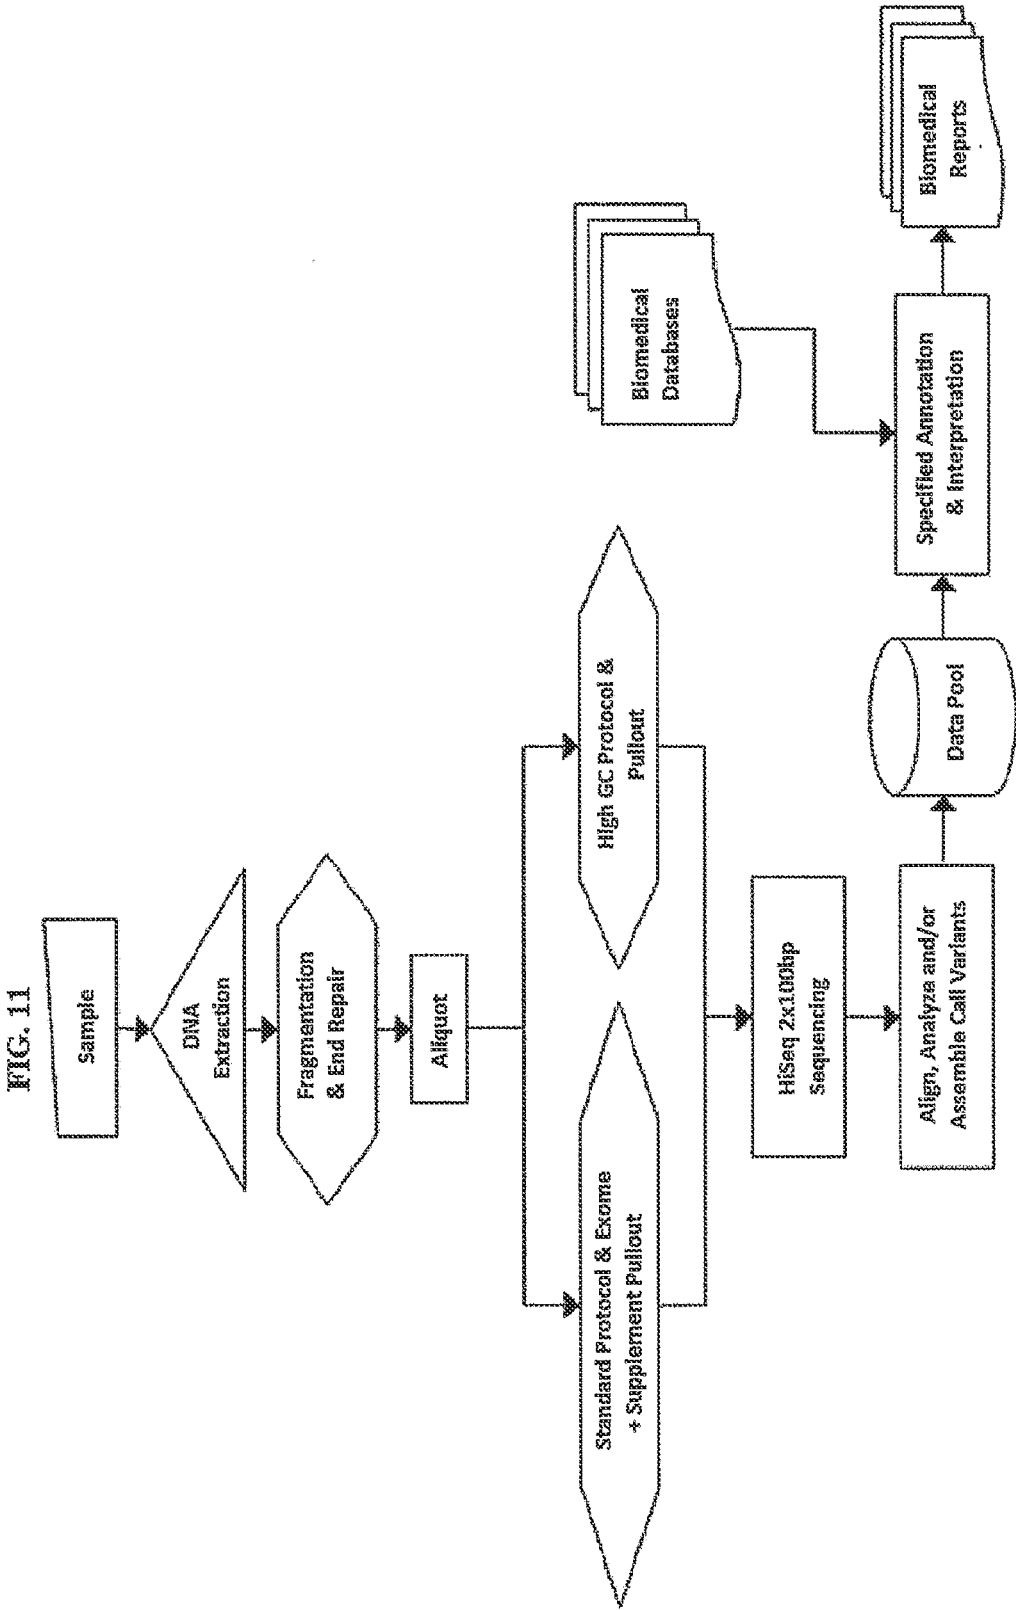 FIG. 11
Sample
DNA
Extraction
Fragmentation
& End Repair
Aliquot
Standard Protocol & Exome
+ Supplement Pullout
High GC Protocol &
Pullout
HiSeq 2x100bp
Sequencing
Align, Analyze and/or
Assemble Call Variants
Data Pool
Biomedical
Databases
Specified Annotation
& Interpretation
Biomedical
Reports